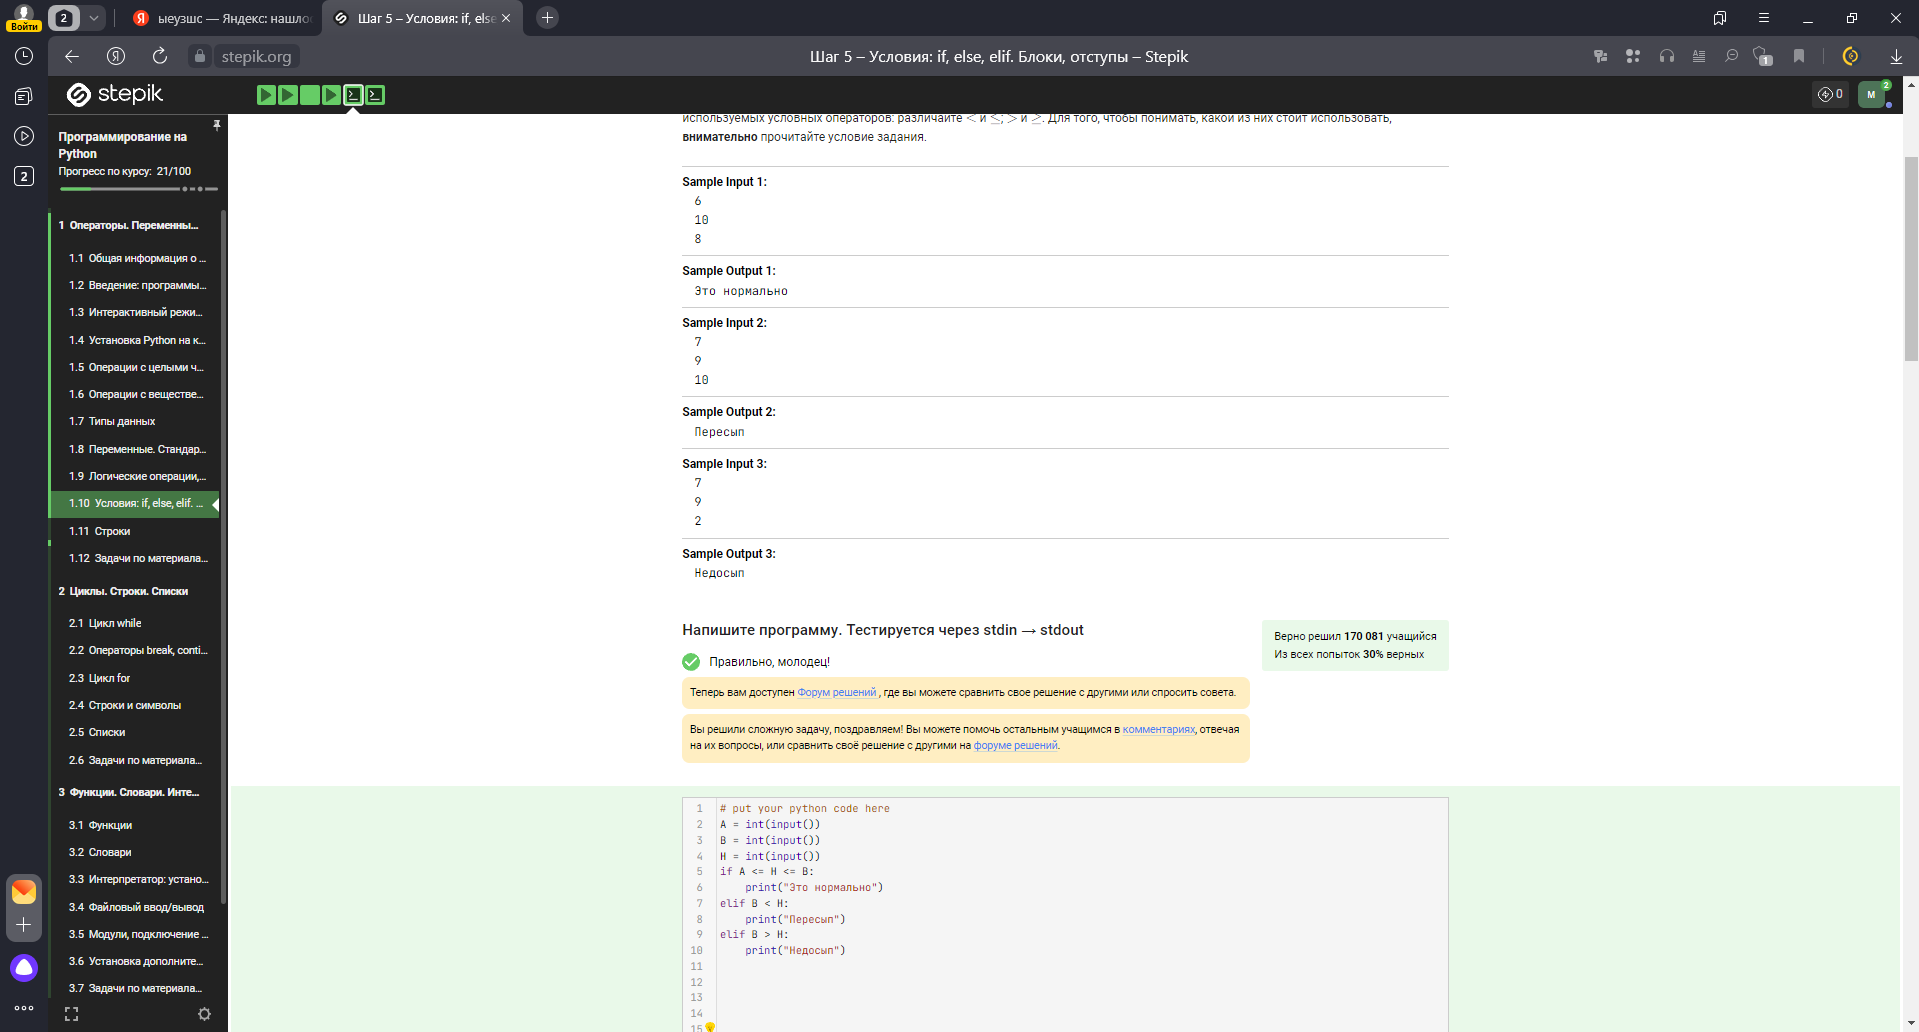 Войти
2
ыеузшс — Яндекс: нашлос
Шаг 5 – Условия: if, else
stepik.org
Шаг 5 – Условия: if, else, elif. Блоки, отступы – Stepik
1
stepik
0
M
2
2
Программирование на
Python
Прогресс по курсу: 21/100
1 Операторы. Переменны...
1.1 Общая информация о ...
1.2 Введение: программы...
1.3 Интерактивный режи...
1.4 Установка Python на к...
1.5 Операции с целыми ч...
1.6 Операции с веществе...
1.7 Типы данных
1.8 Переменные. Стандар...
1.9 Логические операции,...
1.10 Условия: if, else, elif. ...
1.11 Строки
1.12 Задачи по материала...
2 Циклы. Строки. Списки
2.1 Цикл while
2.2 Операторы break, conti...
2.3 Цикл for
2.4 Строки и символы
2.5 Списки
2.6 Задачи по материала...
3 Функции. Словари. Инте...
3.1 Функции
3.2 Словари
3.3 Интерпретатор: устано...
3.4 Файловый ввод/вывод
3.5 Модули, подключение ...
3.6 Установка дополните...
3.7 Задачи по материала...
используемых условных операторов: различайте < и ≤; > и ≥. Для того, чтобы понимать, какой из них стоит использовать,
внимательно прочитайте условие задания.
Sample Input 1:
6
10
8
Sample Output 1:
Это нормально
Sample Input 2:
7
9
10
Sample Output 2:
Пересып
Sample Input 3:
7
9
2
Sample Output 3:
Недосып
Напишите программу. Тестируется через stdin → stdout
Верно решил 170 081 учащийся
Из всех попыток 30% верных
Правильно, молодец!
Теперь вам доступен Форум решений , где вы можете сравнить свое решение с другими или спросить совета.
Вы решили сложную задачу, поздравляем! Вы можете помочь остальным учащимся в комментариях, отвечая
на их вопросы, или сравнить своё решение с другими на форуме решений.
1 # put your python code here
2 A = int(input())
3 B = int(input())
4 H = int(input())
5 if A <= H <= B:
6     print("Это нормально")
7 elif B < H:
8     print("Пересып")
9 elif B > H:
10     print("Недосып")
11
12
13
14
15